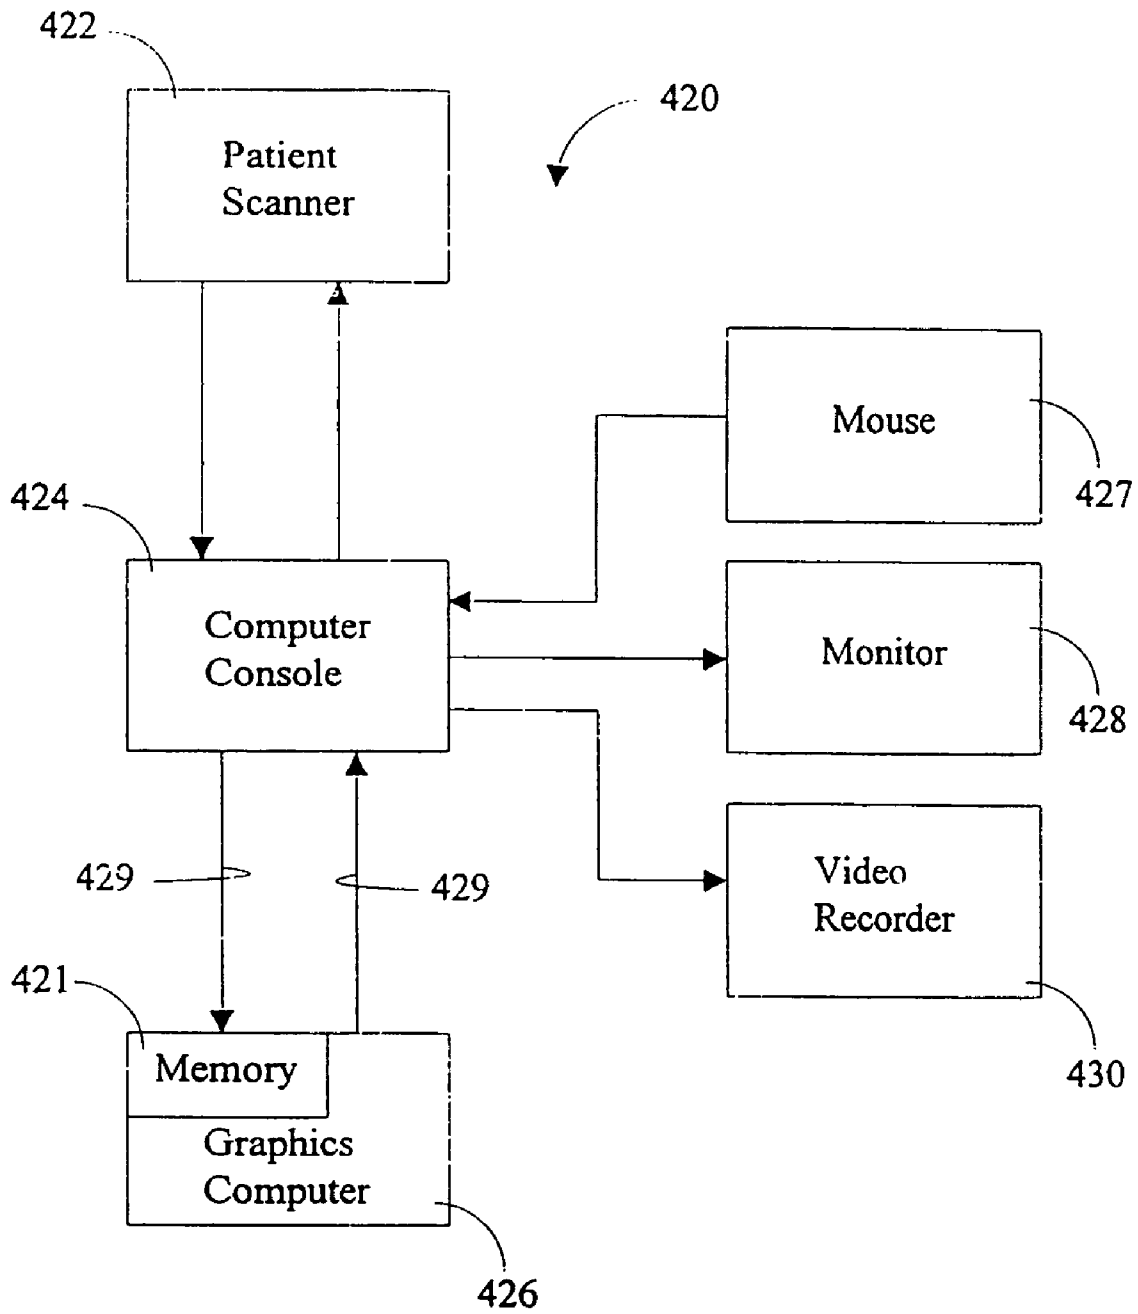 422
420
Patient
Scanner
Mouse
427
424
Computer
Console
Monitor
428
429
429
Video
Recorder
421
Memory
430
Graphics
Computer
426